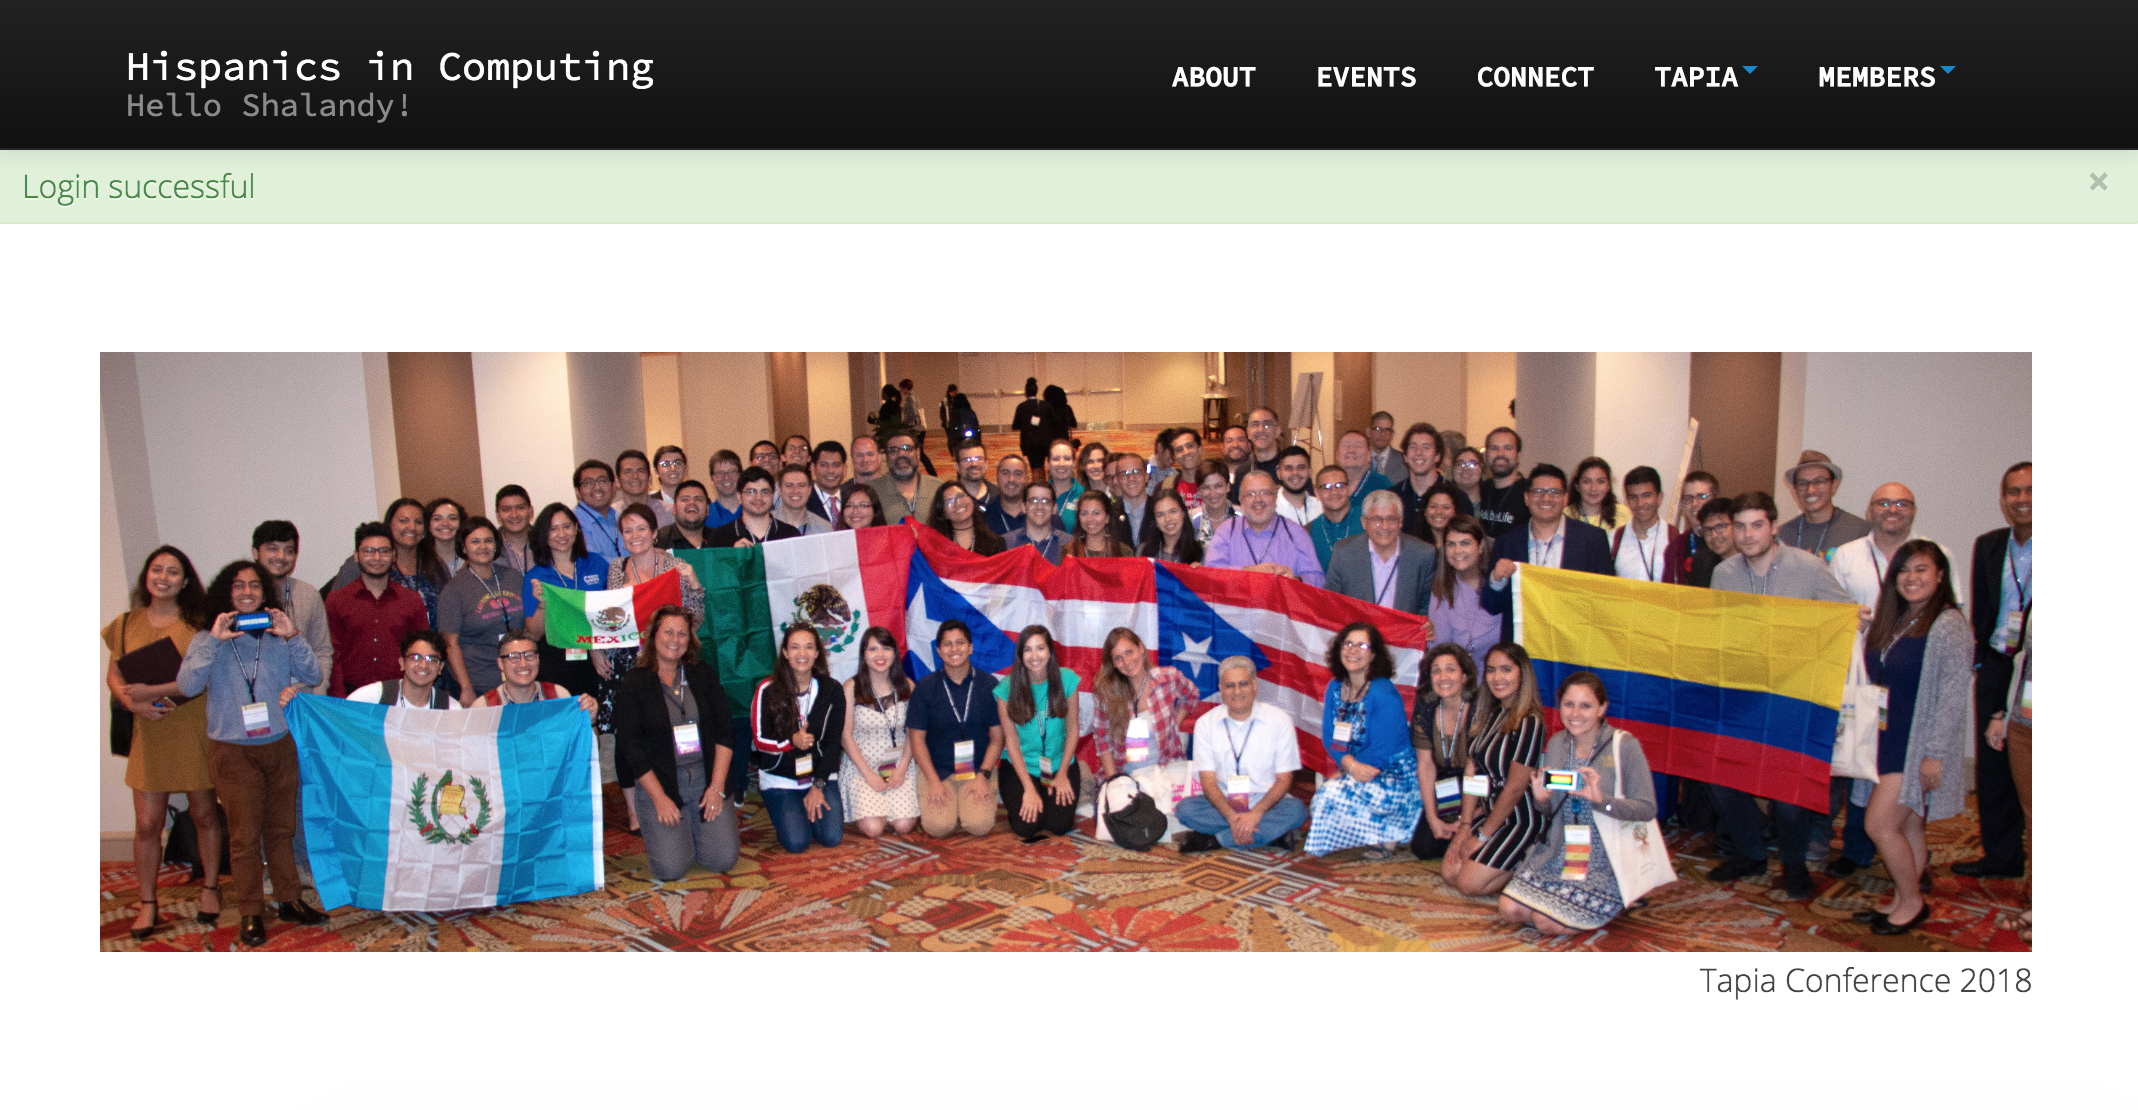 Hispanics in Computing
Hello Shalandy!
ABOUT
EVENTS
CONNECT
TAPIA
MEMBERS
Login successful
×
MEXICO
Tapia Conference 2018